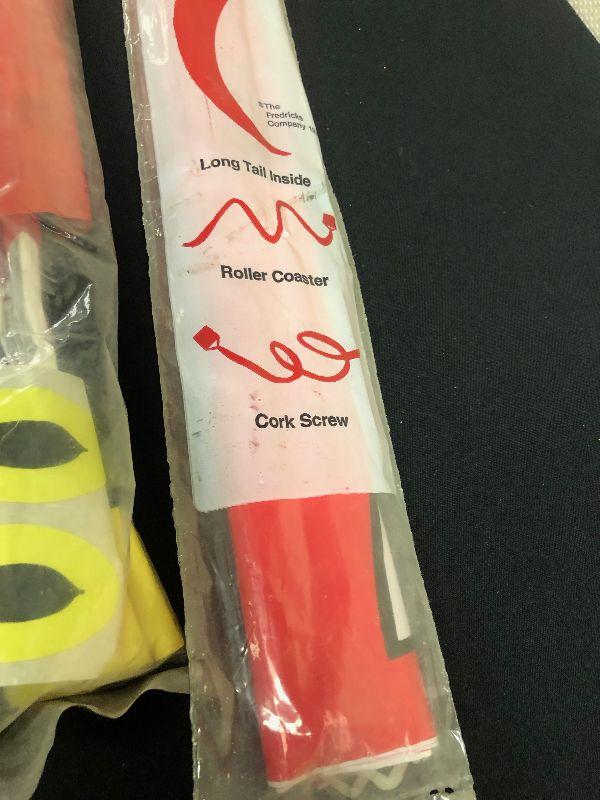 ©The
Fredricks
Company
Long Tail Inside
Roller Coaster
Cork Screw